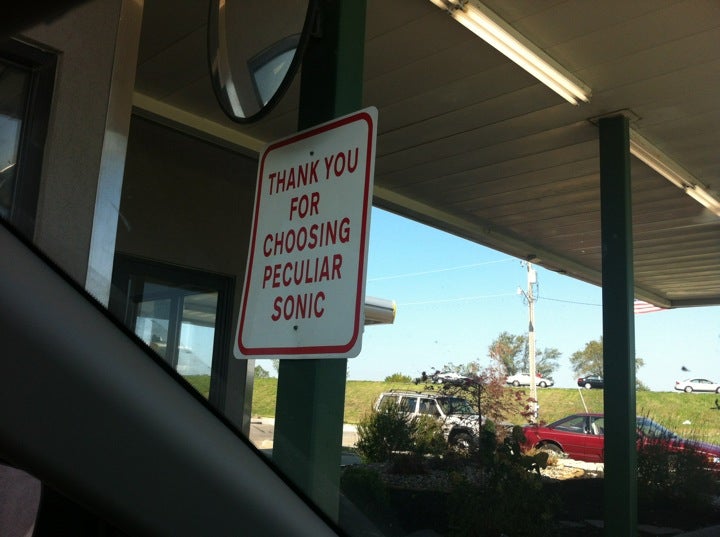 THANK YOU
FOR
CHOOSING
PECULIAR
SONIC